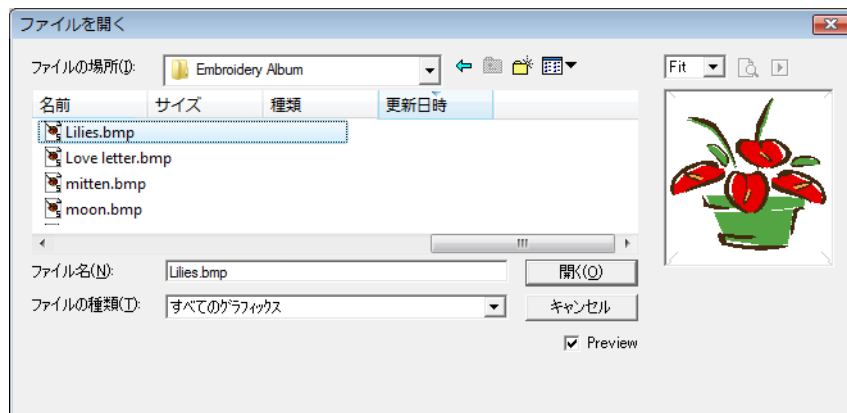 ファイルを開く
ファイルの場所(I):
Embroidery Album
Fit
名前 サイズ 種類 更新日時
Lilies.bmp
Love letter.bmp
mitten.bmp
moon.bmp
ファイル名(N):
Lilies.bmp
開く(O)
ファイルの種類(T):
すべてのグラフィックス
キャンセル
Preview